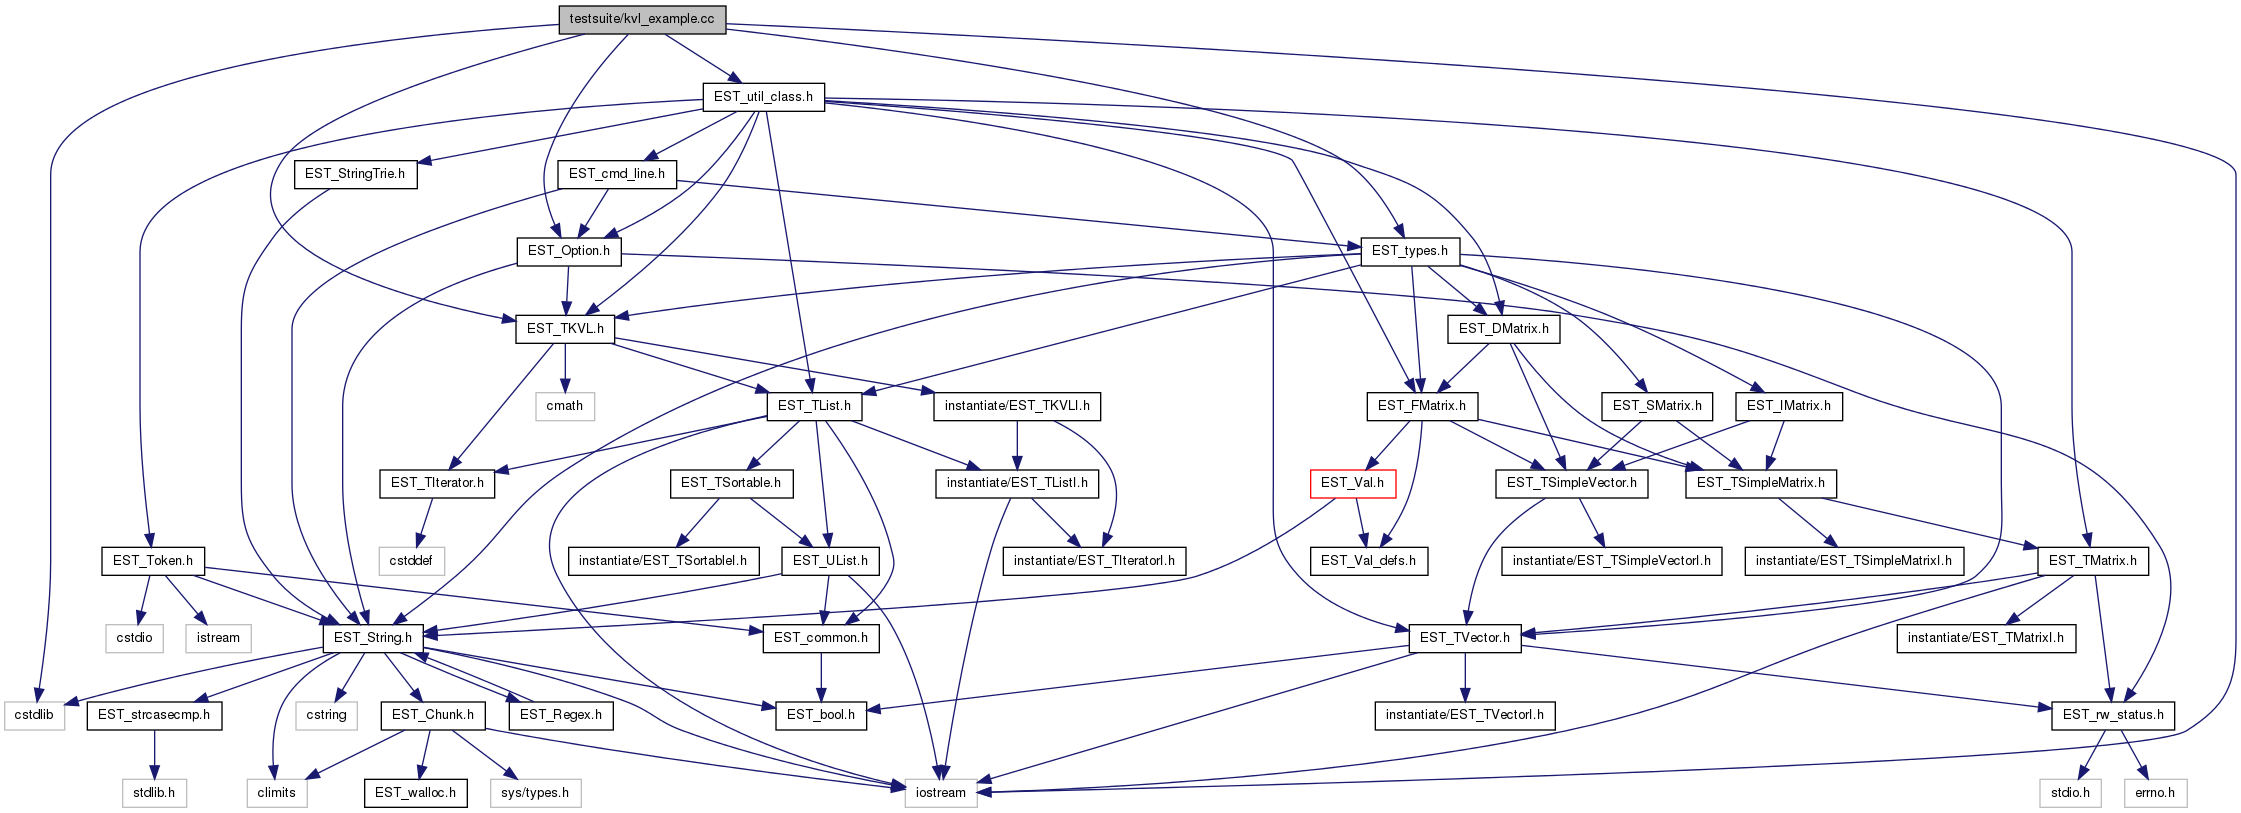 testsuite/kvl_example.cc
EST_util_class.h
EST_StringTrie.h
EST_cmd_line.h
EST_Option.h
EST_types.h
EST_TKVL.h
EST_DMatrix.h
cmath
EST_TList.h
instantiate/EST_TKVLI.h
EST_FMatrix.h
EST_SMatrix.h
EST_IMatrix.h
EST_TIterator.h
EST_TSortable.h
instantiate/EST_TListI.h
EST_Val.h
EST_TSimpleVector.h
EST_TSimpleMatrix.h
EST_Token.h
cstddef
instantiate/EST_TSortableI.h
EST_UList.h
instantiate/EST_TIteratorI.h
EST_Val_defs.h
instantiate/EST_TSimpleVectorI.h
instantiate/EST_TSimpleMatrixI.h
EST_TMatrix.h
cstdio
istream
EST_String.h
EST_common.h
EST_TVector.h
instantiate/EST_TMatrixI.h
cstdlib
EST_strcasecmp.h
cstring
EST_Chunk.h
EST_Regex.h
EST_bool.h
instantiate/EST_TVectorI.h
EST_rw_status.h
stdlib.h
climits
EST_walloc.h
sys/types.h
iostream
stdio.h
errno.h